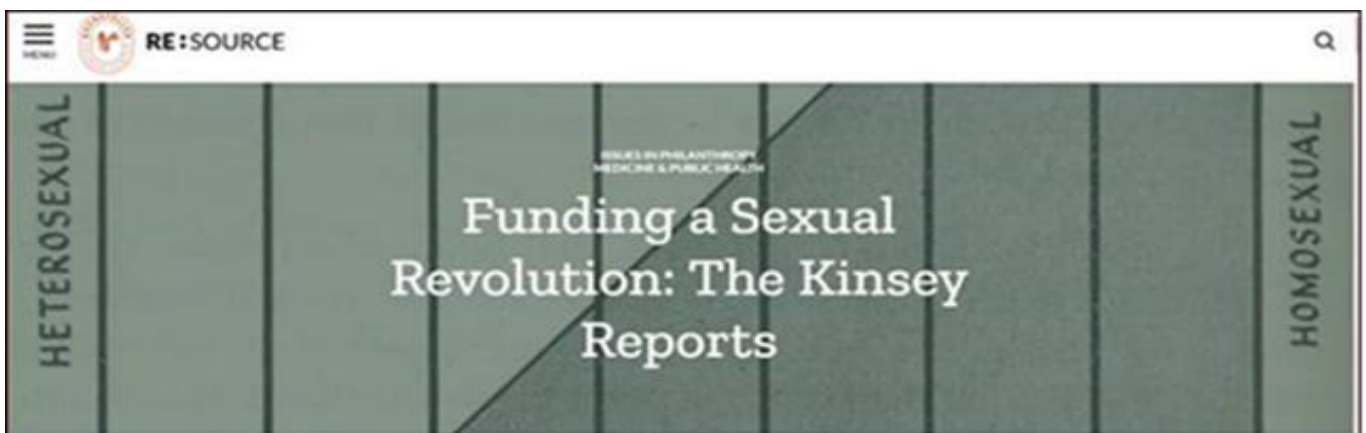 MENU
RE:SOURCE
HETEROSEXUAL
ISSUES IN PHILANTHROPY
MEDICINE & PUBLIC HEALTH
Funding a Sexual
Revolution: The Kinsey
Reports
HOMOSEXUAL